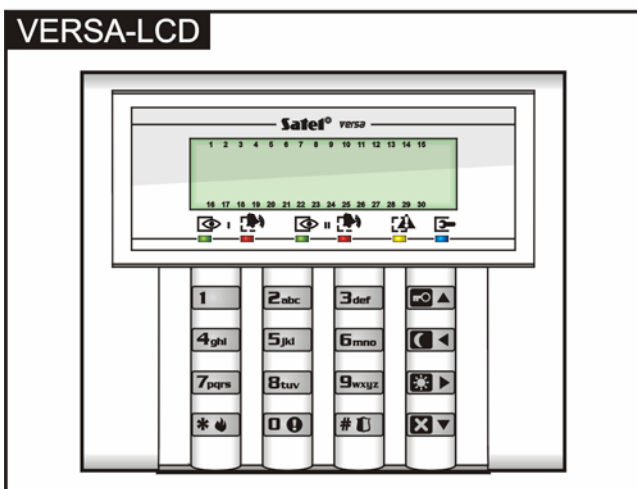 VERSA-LCD
Satel® versa
1 2 3 4 5 6 7 8 9 10 11 12 13 14 15
16 17 18 19 20 21 22 23 24 25 26 27 28 29 30
I II
1 2abc 3def
4ghi 5jkl 6mno
7pqrs 8tuv 9wxyz
* 0 #